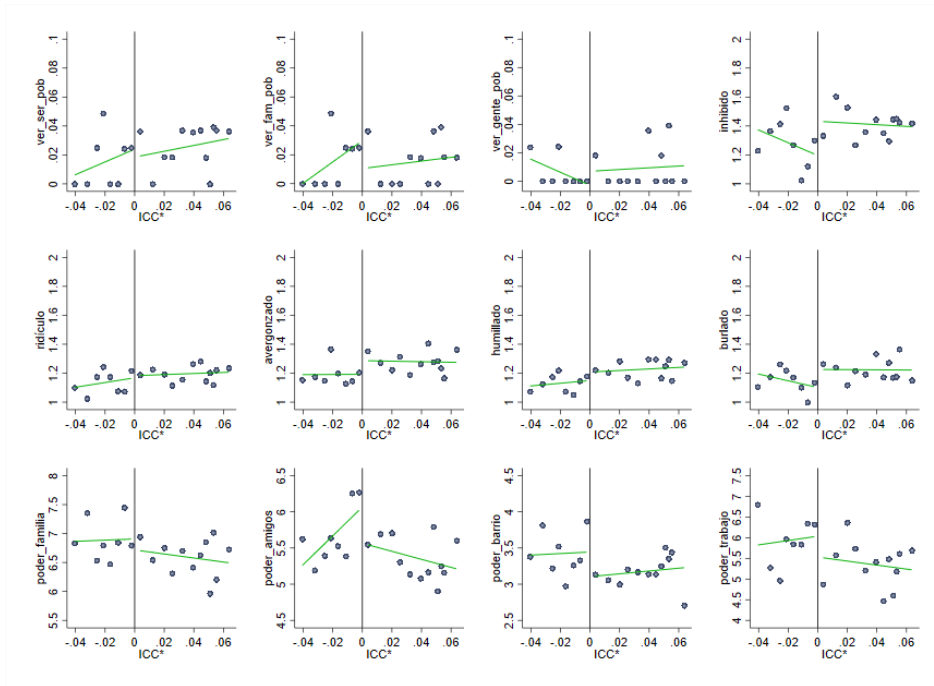 ver_ser_pob
0 .02 .04 .06 .08 .1
-.04 -.02 0 .02 .04 .06
ICC*
ver_fam_pob
0 .02 .04 .06 .08 .1
-.04 -.02 0 .02 .04 .06
ICC*
ver_gente_pob
0 .02 .04 .06 .08 .1
-.04 -.02 0 .02 .04 .06
ICC*
inhibido
1 1.2 1.4 1.6 1.8 2
-.04 -.02 0 .02 .04 .06
ICC*
ridículo
1 1.2 1.4 1.6 1.8 2
-.04 -.02 0 .02 .04 .06
ICC*
avergonzado
1 1.2 1.4 1.6 1.8 2
-.04 -.02 0 .02 .04 .06
ICC*
humillado
1 1.2 1.4 1.6 1.8 2
-.04 -.02 0 .02 .04 .06
ICC*
burlado
1 1.2 1.4 1.6 1.8 2
-.04 -.02 0 .02 .04 .06
ICC*
poder_familia
5.5 6 6.5 7 7.5 8
-.04 -.02 0 .02 .04 .06
ICC*
poder_amigos
4.5 5 5.5 6 6.5
-.04 -.02 0 .02 .04 .06
ICC*
poder_barrio
2.5 3 3.5 4 4.5
-.04 -.02 0 .02 .04 .06
ICC*
poder_trabajo
4 4.5 5 5.5 6 6.5 7 7.5
-.04 -.02 0 .02 .04 .06
ICC*